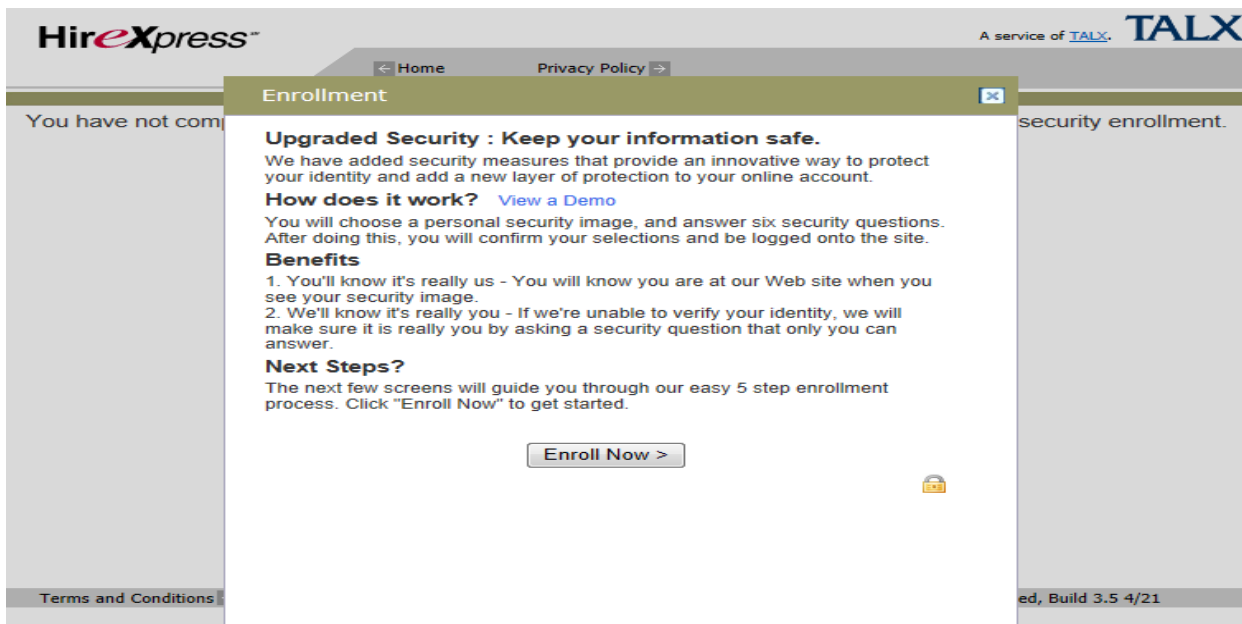 HireXpress℠
A service of TALX.
TALX
Home
Privacy Policy
Enrollment
You have not com
security enrollment.
Upgraded Security : Keep your information safe.
We have added security measures that provide an innovative way to protect
your identity and add a new layer of protection to your online account.
How does it work? View a Demo
You will choose a personal security image, and answer six security questions.
After doing this, you will confirm your selections and be logged onto the site.
Benefits
1. You'll know it's really us - You will know you are at our Web site when you
see your security image.
2. We'll know it's really you - If we're unable to verify your identity, we will
make sure it is really you by asking a security question that only you can
answer.
Next Steps?
The next few screens will guide you through our easy 5 step enrollment
process. Click "Enroll Now" to get started.
Enroll Now >
Terms and Conditions
ed, Build 3.5 4/21